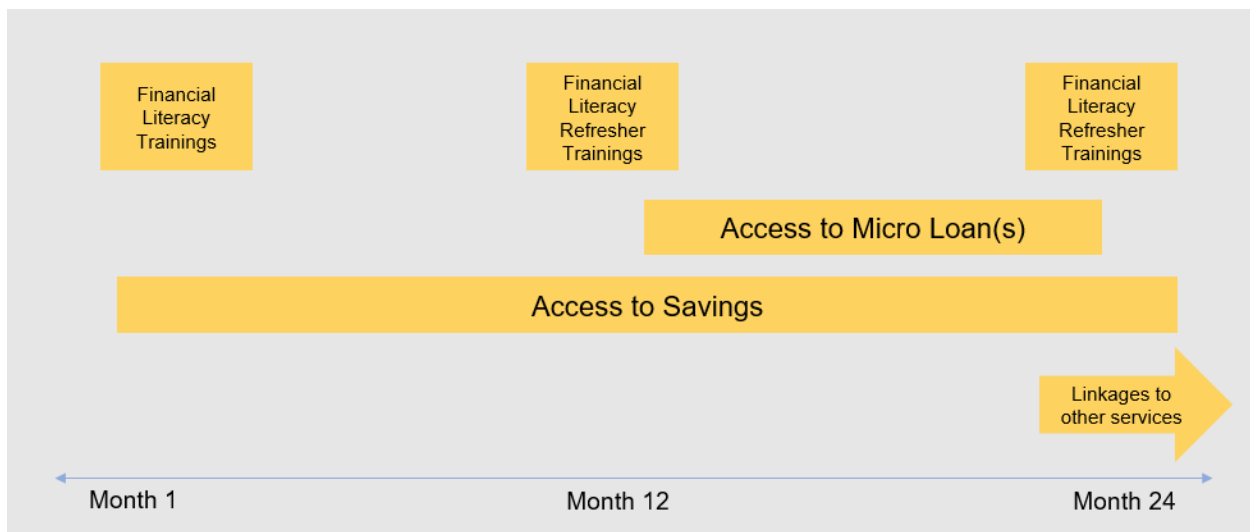 Financial
Literacy
Trainings
Financial
Literacy
Refresher
Trainings
Financial
Literacy
Refresher
Trainings
Access to Micro Loan(s)
Access to Savings
Linkages to
other services
Month 1
Month 12
Month 24